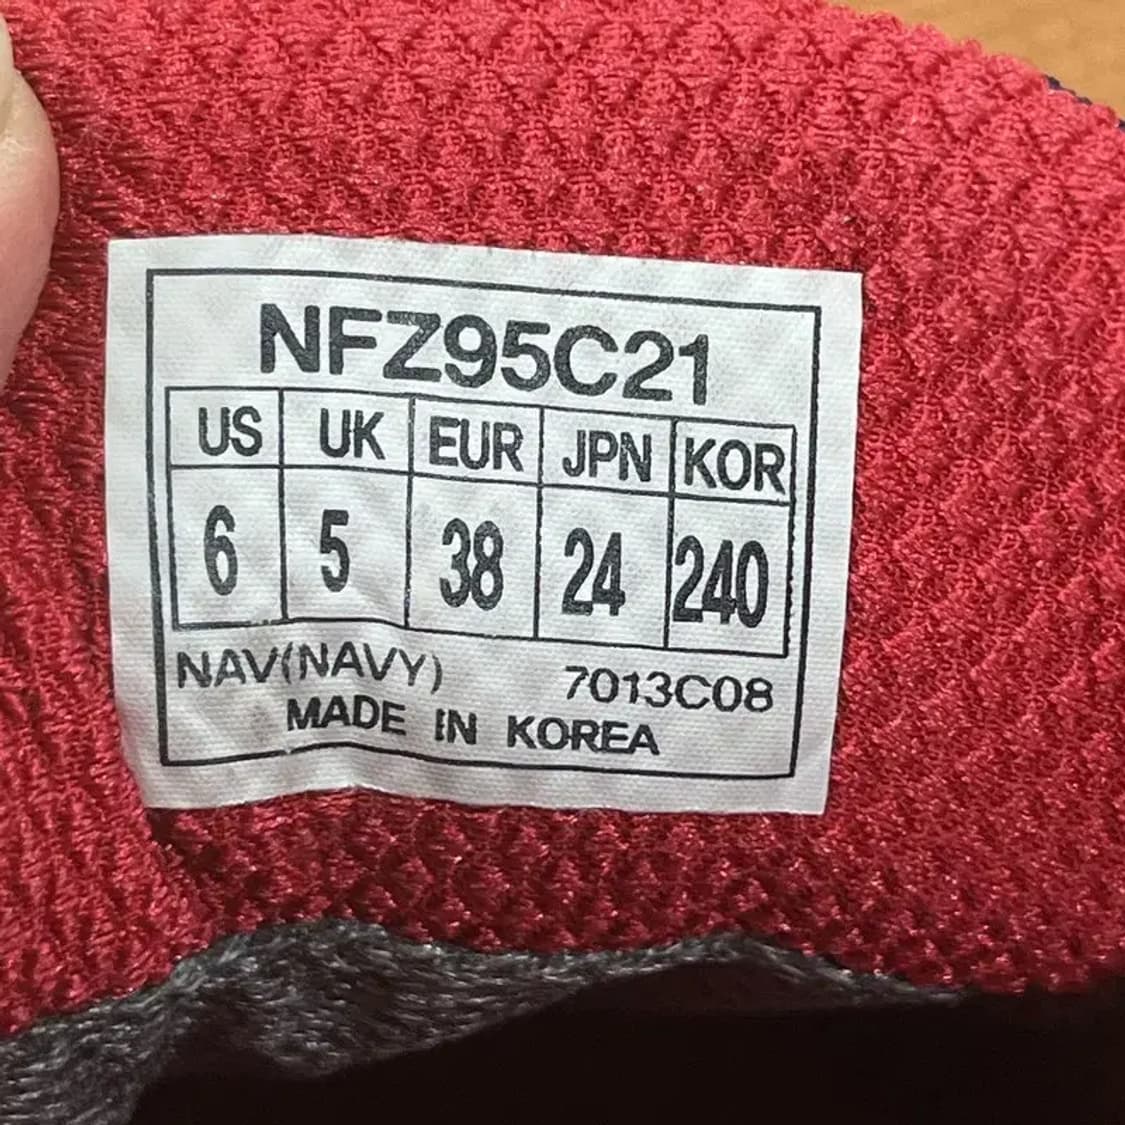 NFZ95C21
US UK EUR JPN KOR
6 5 38 24 240
NAV(NAVY) 7013C08
MADE IN KOREA